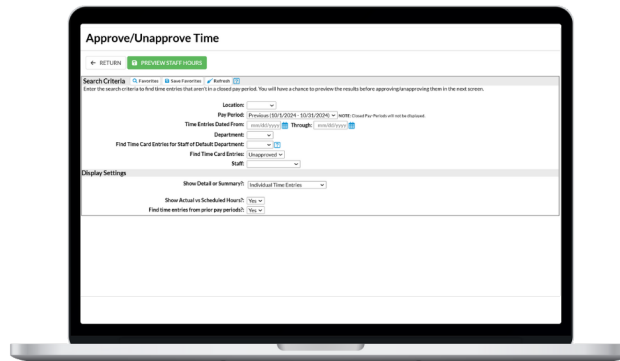 Approve/Unapprove Time
← RETURN PREVIEW STAFF HOURS
Search Criteria Favorites Save Favorites Refresh ?
Enter the search criteria to find time entries that aren't in a closed pay period. You will have a chance to preview the results before approving/unapproving them in the next screen.
Location:
Pay Period: Previous (10/1/2024 - 10/31/2024) NOTE: Closed Pay Periods will not be displayed.
Time Entries Dated From: mm/dd/yyyy Through: mm/dd/yyyy
Department:
Find Time Card Entries for Staff of Default Department: ?
Find Time Card Entries: Unapproved
Staff:
Display Settings
Show Detail or Summary?: Individual Time Entries
Show Actual vs Scheduled Hours?: Yes
Find time entries from prior pay periods?: Yes